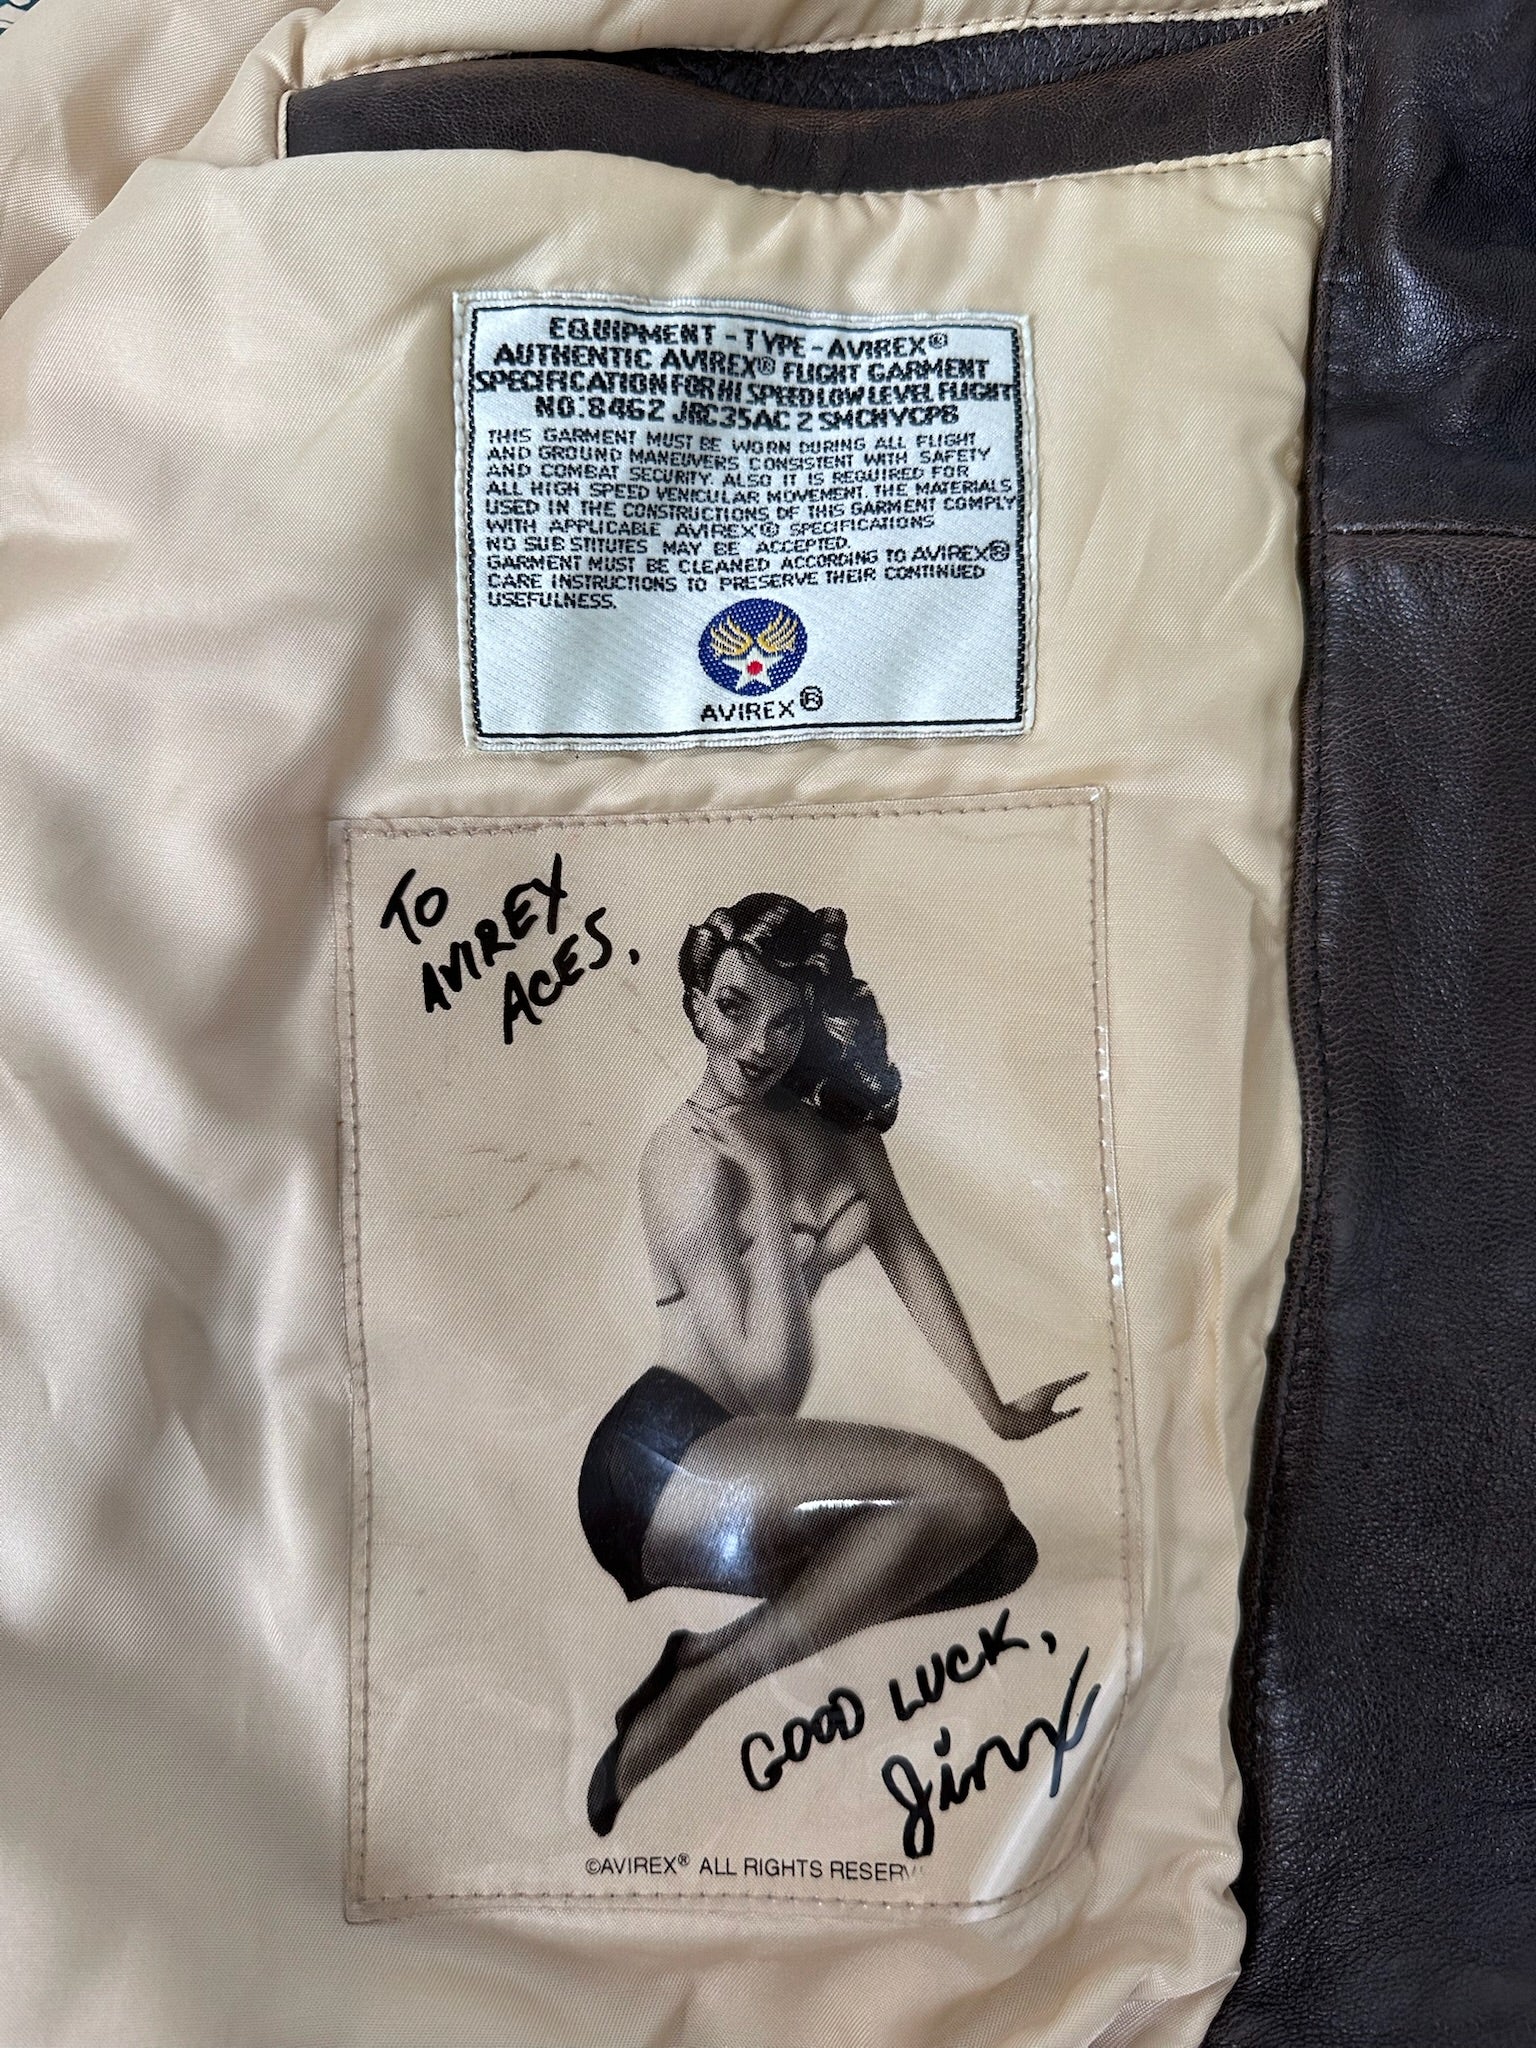 EQUIPMENT - TYPE - AVIREX®
AUTHENTIC AVIREX® FLIGHT GARMENT
SPECIFICATION FOR HI SPEED LOW LEVEL FLIGHT
NO:8462 JRC35AC 2 SMCNYCPB
THIS GARMENT MUST BE WORN DURING ALL FLIGHT
AND GROUND MANEUVERS CONSISTENT WITH SAFETY
AND COMBAT SECURITY. ALSO IT IS REQUIRED FOR
ALL HIGH SPEED VENICULAR MOVEMENT. THE MATERIALS
USED IN THE CONSTRUCTIONS OF THIS GARMENT COMPLY
WITH APPLICABLE AVIREX® SPECIFICATIONS
NO SUBSTITUTES MAY BE ACCEPTED.
GARMENT MUST BE CLEANED ACCORDING TO AVIREX®
CARE INSTRUCTIONS TO PRESERVE THEIR CONTINUED
USEFULNESS.
AVIREX®
TO
AVIREX
ACES,
GOOD LUCK,
Jinx
©AVIREX® ALL RIGHTS RESERV